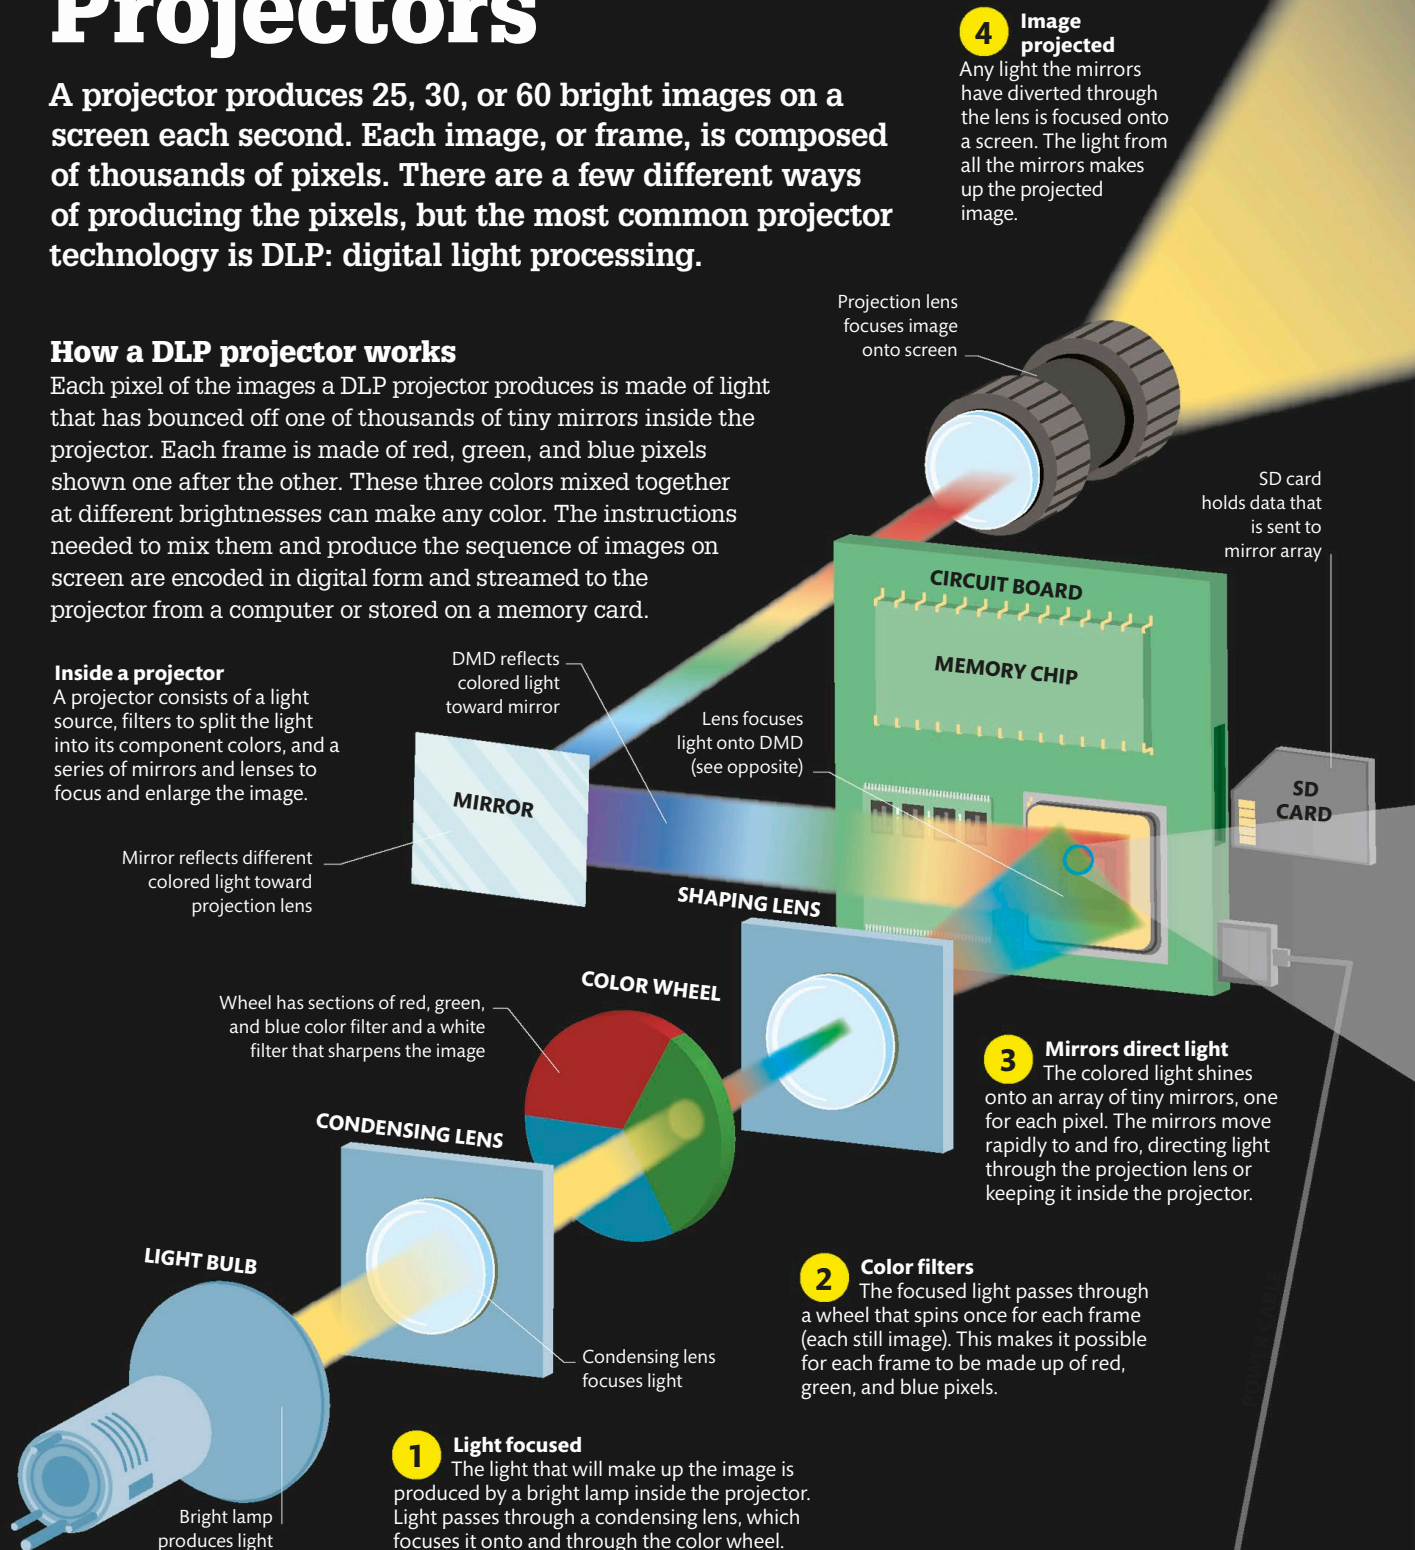 Projectors
A projector produces 25, 30, or 60 bright images on a
screen each second. Each image, or frame, is composed
of thousands of pixels. There are a few different ways
of producing the pixels, but the most common projector
technology is DLP: digital light processing.
How a DLP projector works
Each pixel of the images a DLP projector produces is made of light
that has bounced off one of thousands of tiny mirrors inside the
projector. Each frame is made of red, green, and blue pixels
shown one after the other. These three colors mixed together
at different brightnesses can make any color. The instructions
needed to mix them and produce the sequence of images on
screen are encoded in digital form and streamed to the
projector from a computer or stored on a memory card.
Inside a projector
A projector consists of a light
source, filters to split the light
into its component colors, and a
series of mirrors and lenses to
focus and enlarge the image.
4 Image
projected
Any light the mirrors
have diverted through
the lens is focused onto
a screen. The light from
all the mirrors makes
up the projected
image.
Projection lens
focuses image
onto screen
SD card
holds data that
is sent to
mirror array
CIRCUIT BOARD
MEMORY CHIP
DMD reflects
colored light
toward mirror
Lens focuses
light onto DMD
(see opposite)
MIRROR
SD
CARD
Mirror reflects different
colored light toward
projection lens
SHAPING LENS
COLOR WHEEL
Wheel has sections of red, green,
and blue color filter and a white
filter that sharpens the image
3 Mirrors direct light
The colored light shines
onto an array of tiny mirrors, one
for each pixel. The mirrors move
rapidly to and fro, directing light
through the projection lens or
keeping it inside the projector.
CONDENSING LENS
LIGHT BULB
2 Color filters
The focused light passes through
a wheel that spins once for each frame
(each still image). This makes it possible
for each frame to be made up of red,
green, and blue pixels.
POWER CABLE
Condensing lens
focuses light
1 Light focused
The light that will make up the image is
produced by a bright lamp inside the projector.
Light passes through a condensing lens, which
focuses it onto and through the color wheel.
Bright lamp
produces light